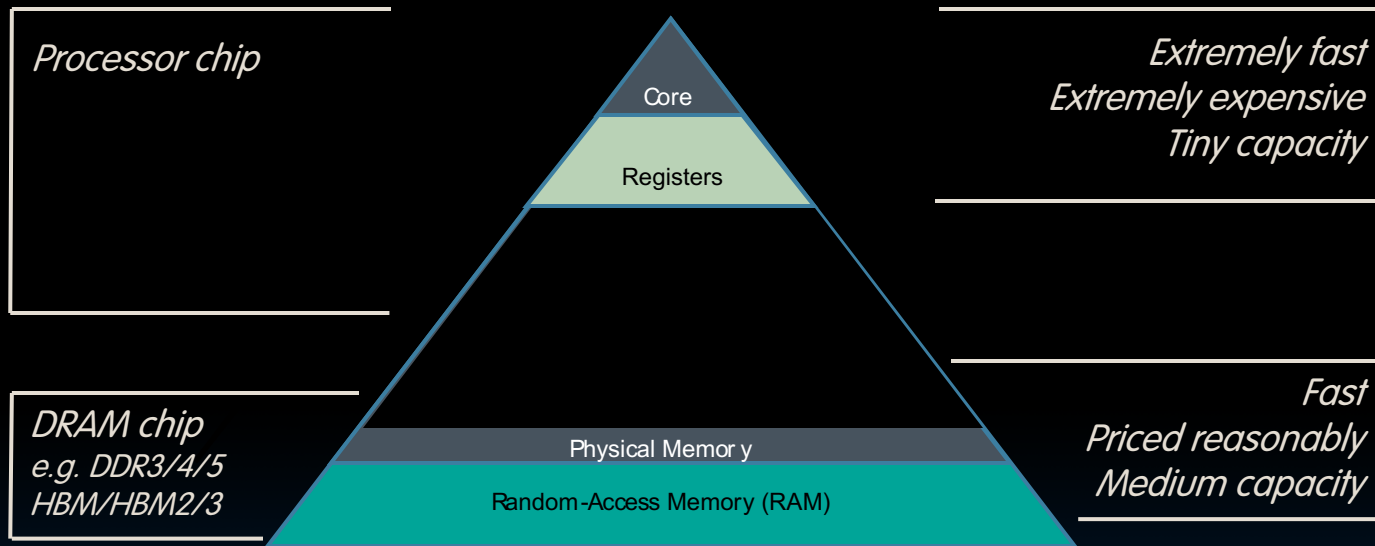 Processor chip
Core
Registers
Extremely fast
Extremely expensive
Tiny capacity
DRAM chip
e.g. DDR3/4/5
HBM/HBM2/3
Physical Memory
Random-Access Memory (RAM)
Fast
Priced reasonably
Medium capacity